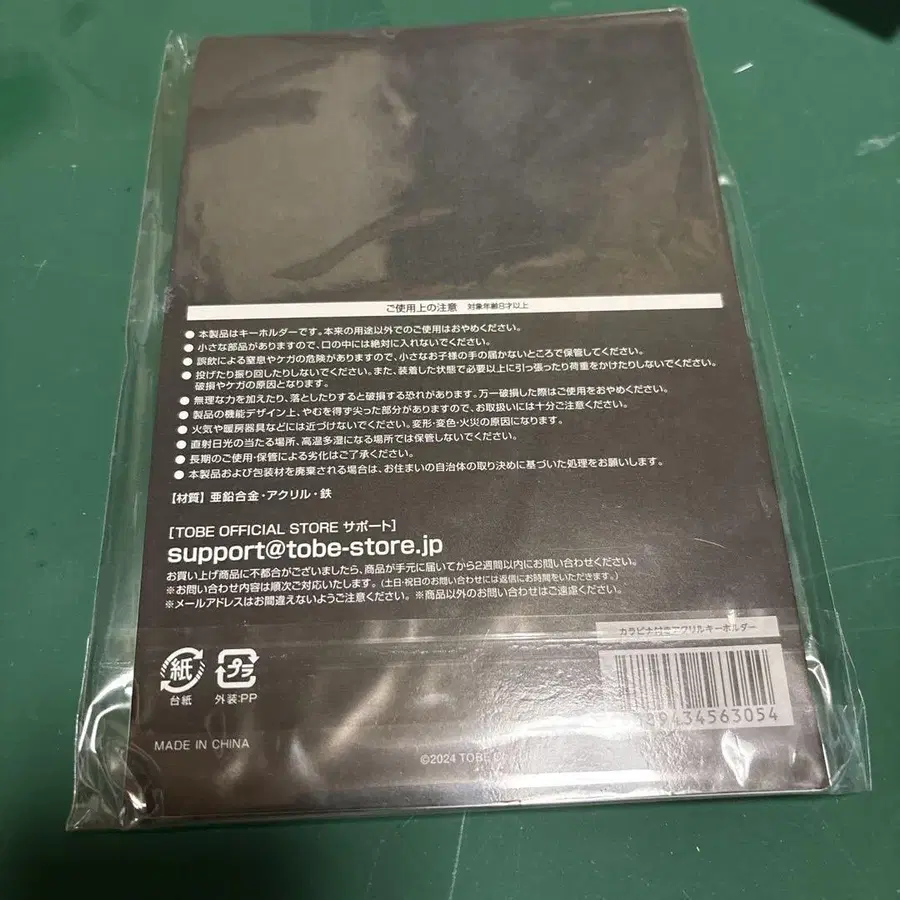 ご使用上の注意 対象年齢8才以上
● 本製品はキーホルダーです。本来の用途以外でのご使用はおやめください。
● 小さな部品がありますので、口の中には絶対に入れないでください。
● 誤飲による窒息やケガの危険がありますので、小さなお子様の手の届かないところで保管してください。
● 投げたり振り回したりしないでください。また、装着した状態で必要以上に引っ張ったり荷重をかけたりしないでください。
破損やケガの原因となります。
● 無理な力を加えたり、落としたりすると破損する恐れがあります。万一破損した際はご使用をおやめください。
● 製品の機能デザイン上、やむを得ず尖った部分がありますので、お取扱いには十分ご注意ください。
● 火気や暖房器具などには近づけないでください。変形・変色・火災の原因になります。
● 直射日光の当たる場所、高温多湿になる場所では保管しないでください。
● 長期のご使用・保管による劣化はご了承ください。
● 本製品および包装材を廃棄される場合は、お住まいの自治体の取り決めに基づいた処理をお願いします。
【材質】亜鉛合金・アクリル・鉄
[TOBE OFFICIAL STORE サポート]
support@tobe-store.jp
お買い上げ商品に不都合がございましたら、商品が手元に届いてから2週間以内にお問い合わせください。
※お問い合わせ内容は順次ご対応いたします。(土日・祝日のお問い合わせには返信にお時間をいただきます。)
※メールアドレスはお間違えないようご注意ください。※商品以外のお問い合せはご遠慮ください。
カラビナ付きアクリルキーホルダー
紙
台紙
プラ
外装:PP
89434563054
MADE IN CHINA
©2024 TOBE